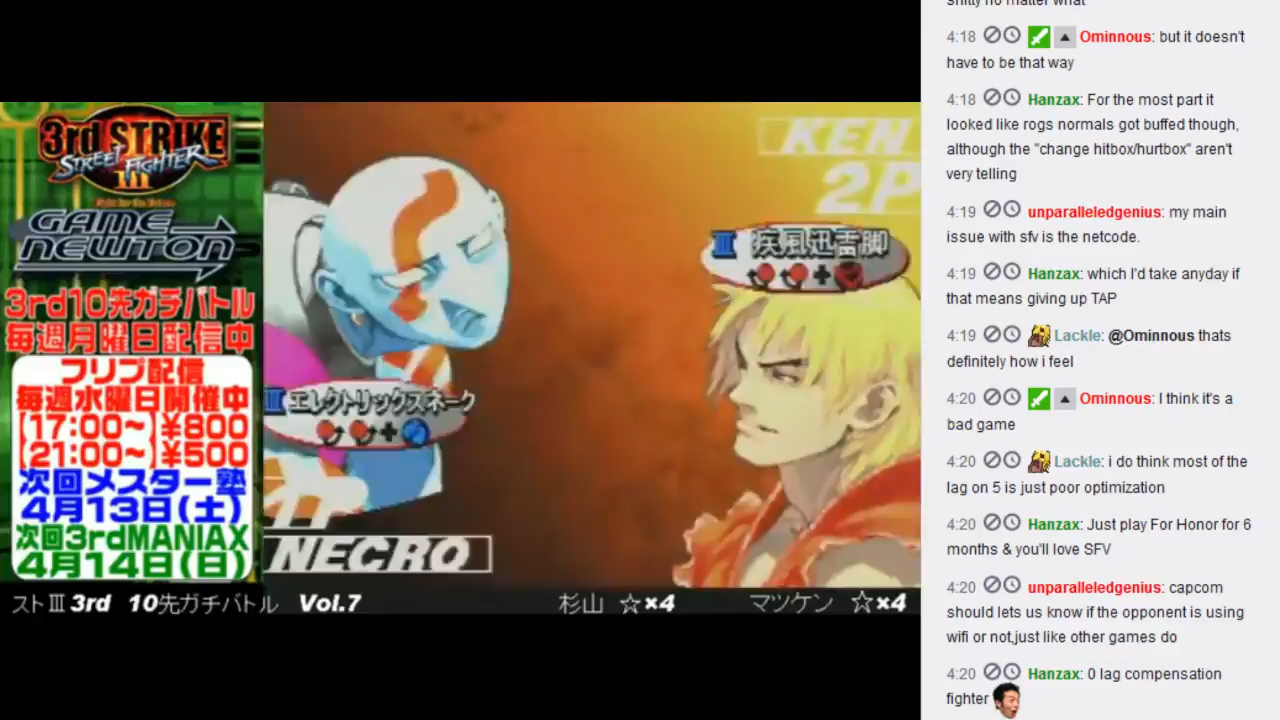 3rd STRIKE
STREET FIGHTER
III
GAME
NEWTON
3rd10先ガチバトル
毎週月曜日配信中
フリプ配信
毎週水曜日開催中
[17:00~]¥800
[21:00~]¥500
次回メスター塾
4月13日(土)
次回3rdMANIAX
4月14日(日)
KEN
2P
III 疾風迅雷脚
+
III エレクトリックスネーク
+
NECRO
ストIII 3rd 10先ガチバトル Vol.7 杉山 ☆×4 マツケン ☆×4
shitty no matter what
4:18 Ominnous: but it doesn't
have to be that way
4:18 Hanzax: For the most part it
looked like rogs normals got buffed though,
although the "change hitbox/hurtbox" aren't
very telling
4:19 unparalleledgenius: my main
issue with sfv is the netcode.
4:19 Hanzax: which I'd take anyday if
that means giving up TAP
4:19 Lackle: @Ominnous thats
definitely how i feel
4:20 Ominnous: I think it's a
bad game
4:20 Lackle: i do think most of the
lag on 5 is just poor optimization
4:20 Hanzax: Just play For Honor for 6
months & you'll love SFV
4:20 unparalleledgenius: capcom
should lets us know if the opponent is using
wifi or not,just like other games do
4:20 Hanzax: 0 lag compensation
fighter